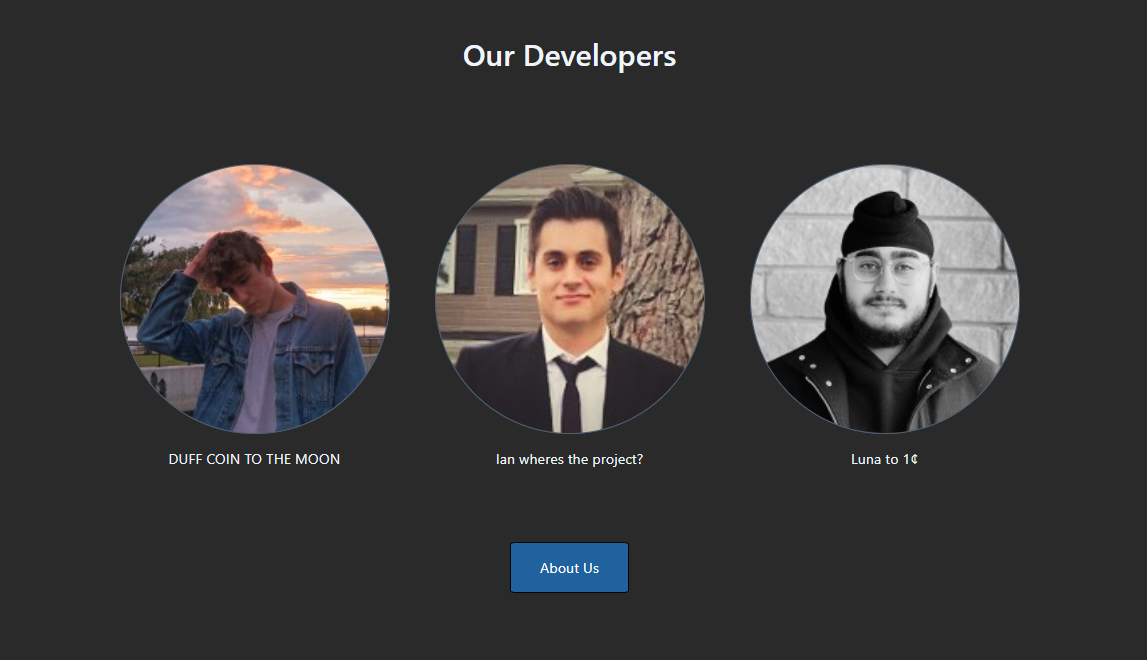 Our Developers
DUFF COIN TO THE MOON
Ian wheres the project?
Luna to 1¢
About Us